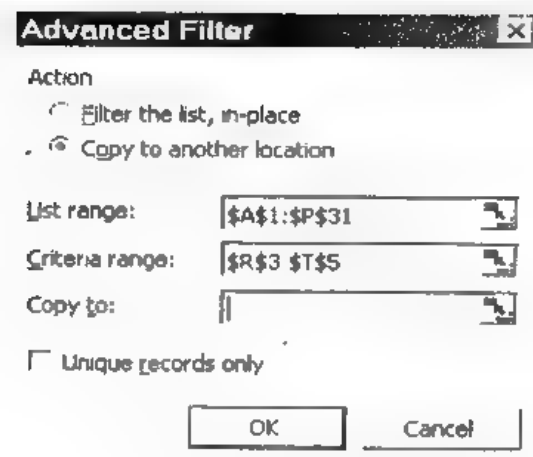 Advanced Filter
Action
Filter the list, in-place
Copy to another location
List range: $A$1:$P$31
Criteria range: $R$3 $T$5
Copy to:
Unique records only
OK Cancel